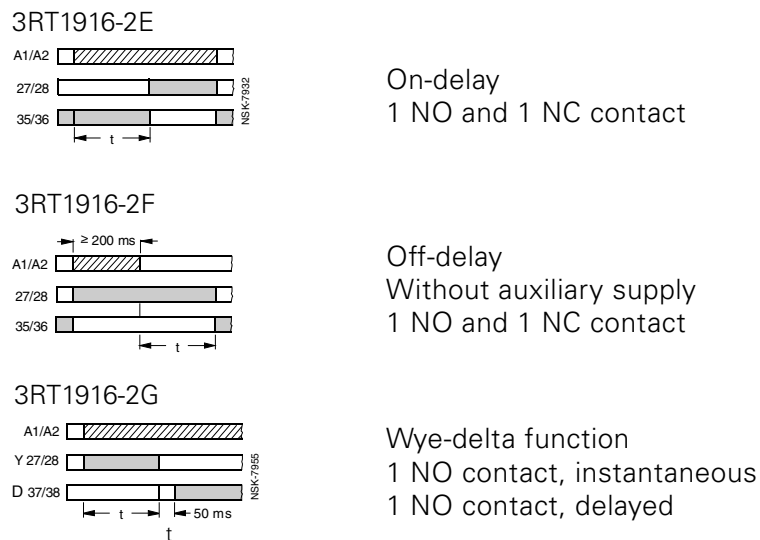 3RT1916-2E
A1/A2
27/28
35/36
t
NSK-7932
On-delay
1 NO and 1 NC contact
3RT1916-2F
≥ 200 ms
A1/A2
27/28
35/36
t
Off-delay
Without auxiliary supply
1 NO and 1 NC contact
3RT1916-2G
A1/A2
Y 27/28
D 37/38
t
50 ms
t
NSK-7955
Wye-delta function
1 NO contact, instantaneous
1 NO contact, delayed